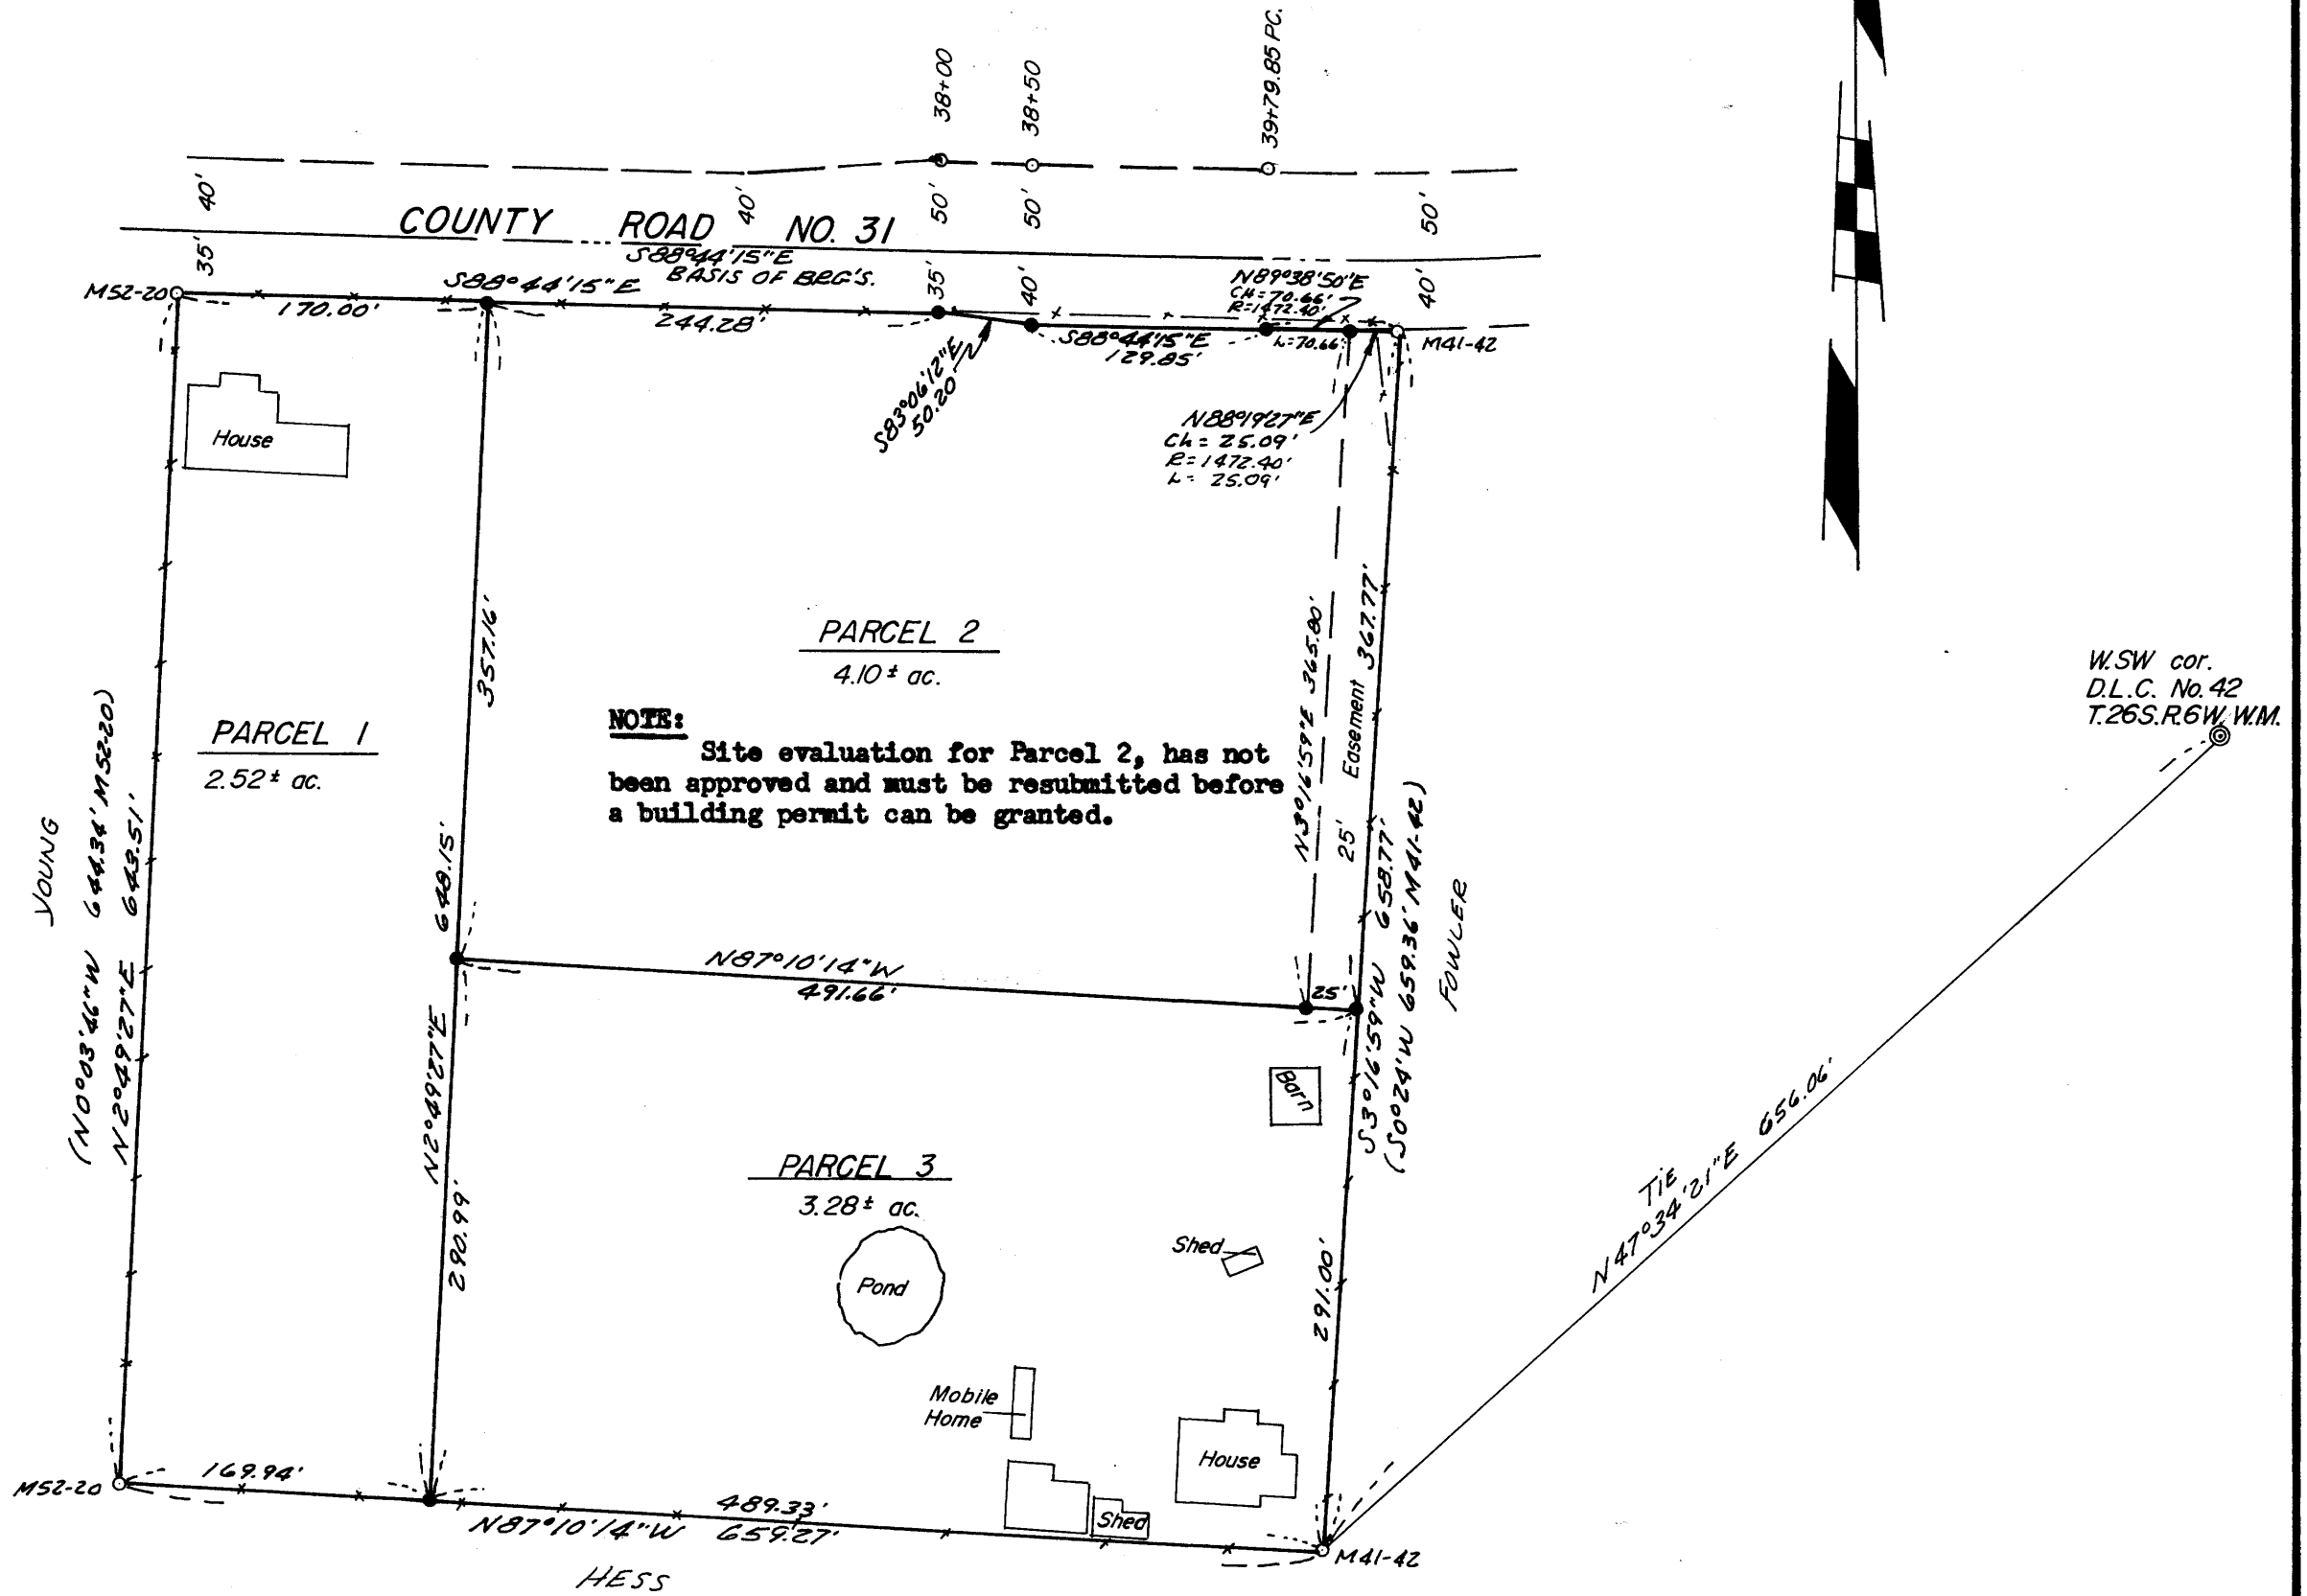 38+00
38+50
39+79.85 P.C.
40'
40'
50'
50'
50'
COUNTY ROAD NO. 31
35'
S88°44'15"E
BASIS OF BRG'S.
S88°44'15"E
35'
40'
40'
M52-20
170.00'
244.28'
S83°06'12"E
50.20
S88°44'15"E
129.85'
N89°38'50"E
CH=70.66'
R=1472.40'
L=70.66'
M41-42
N88°19'27"E
Ch = 25.09'
R=1472.40'
L= 25.09'
House
357.16'
PARCEL 2
4.10± ac.
NOTE:
Site evaluation for Parcel 2, has not
been approved and must be resubmitted before
a building permit can be granted.
N3°16'59"E 365.80'
25' Easement 367.77'
PARCEL 1
2.52± ac.
YOUNG
(N0°03'46"W 644.34' M52-20)
N2°49'27"E 643.51'
648.15'
N2°49'27"E
290.99'
N87°10'14"W
491.66'
25'
S3°16'59"W 658.77'
(S0°24'W 659.36' M41-42)
FOWLER
W.SW cor.
D.L.C. No. 42
T.26S.R.6W. W.M.
TIE
N47°34'21"E 656.06'
Barn
PARCEL 3
3.28± ac.
Pond
Shed
291.00'
Mobile
Home
House
Shed
M52-20
169.94'
489.33'
N87°10'14"W 659.27'
M41-42
HESS